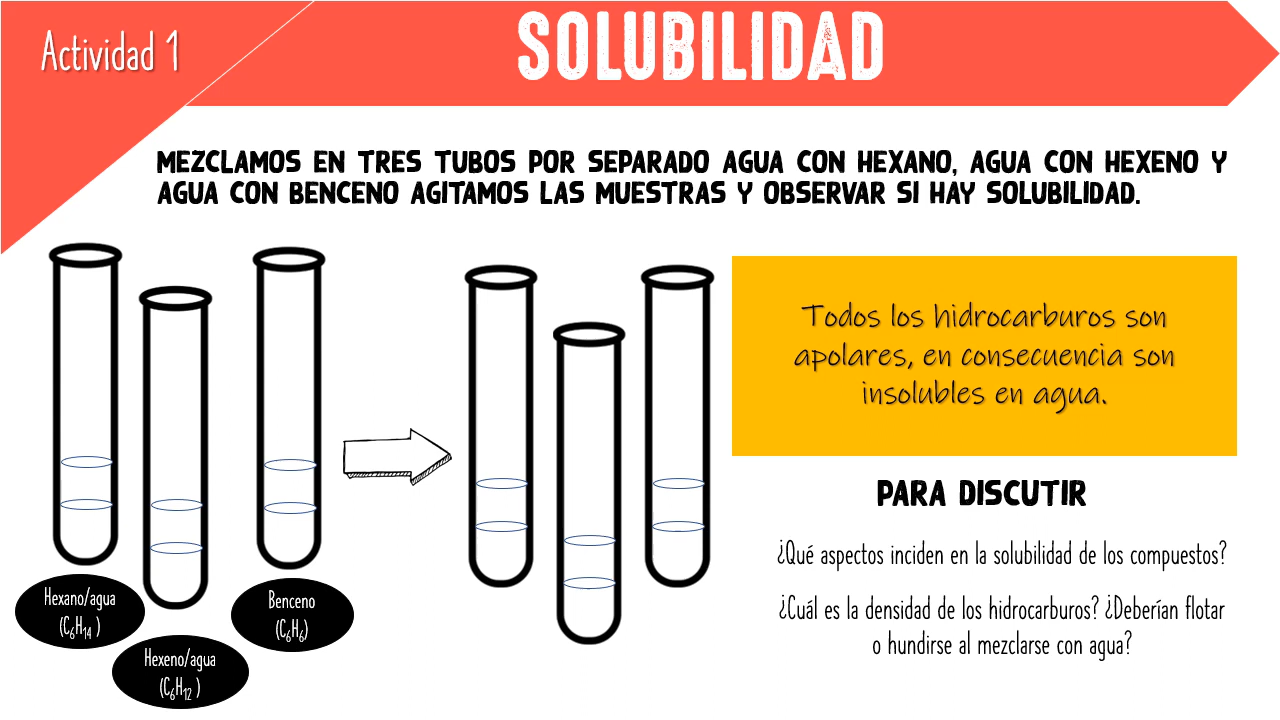 Actividad 1
SOLUBILIDAD
MEZCLAMOS EN TRES TUBOS POR SEPARADO AGUA CON HEXANO, AGUA CON HEXENO Y
AGUA CON BENCENO AGITAMOS LAS MUESTRAS Y OBSERVAR SI HAY SOLUBILIDAD.
Todos los hidrocarburos son
apolares, en consecuencia son
insolubles en agua.
PARA DISCUTIR
¿Qué aspectos inciden en la solubilidad de los compuestos?
¿Cuál es la densidad de los hidrocarburos? ¿Deberían flotar
o hundirse al mezclarse con agua?
Hexano/agua
(C₆H₁₄ )
Hexeno/agua
(C₆H₁₂ )
Benceno
(C₆H₆)